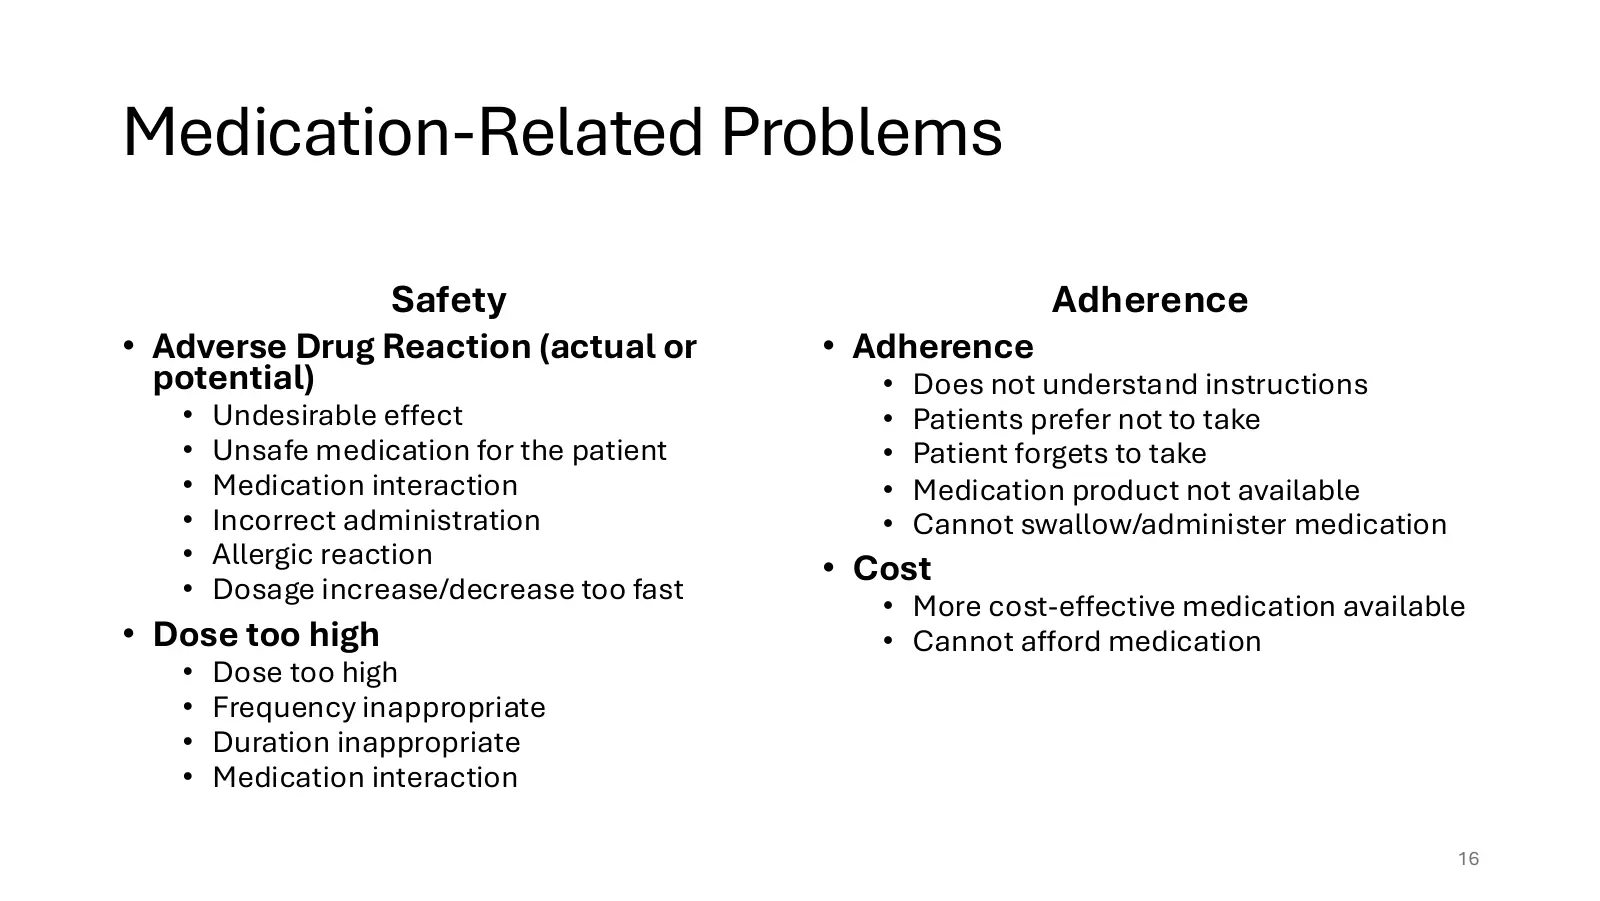 Medication-Related Problems
Safety
• Adverse Drug Reaction (actual or
potential)
• Undesirable effect
• Unsafe medication for the patient
• Medication interaction
• Incorrect administration
• Allergic reaction
• Dosage increase/decrease too fast
• Dose too high
• Dose too high
• Frequency inappropriate
• Duration inappropriate
• Medication interaction
Adherence
• Adherence
• Does not understand instructions
• Patients prefer not to take
• Patient forgets to take
• Medication product not available
• Cannot swallow/administer medication
• Cost
• More cost-effective medication available
• Cannot afford medication
16